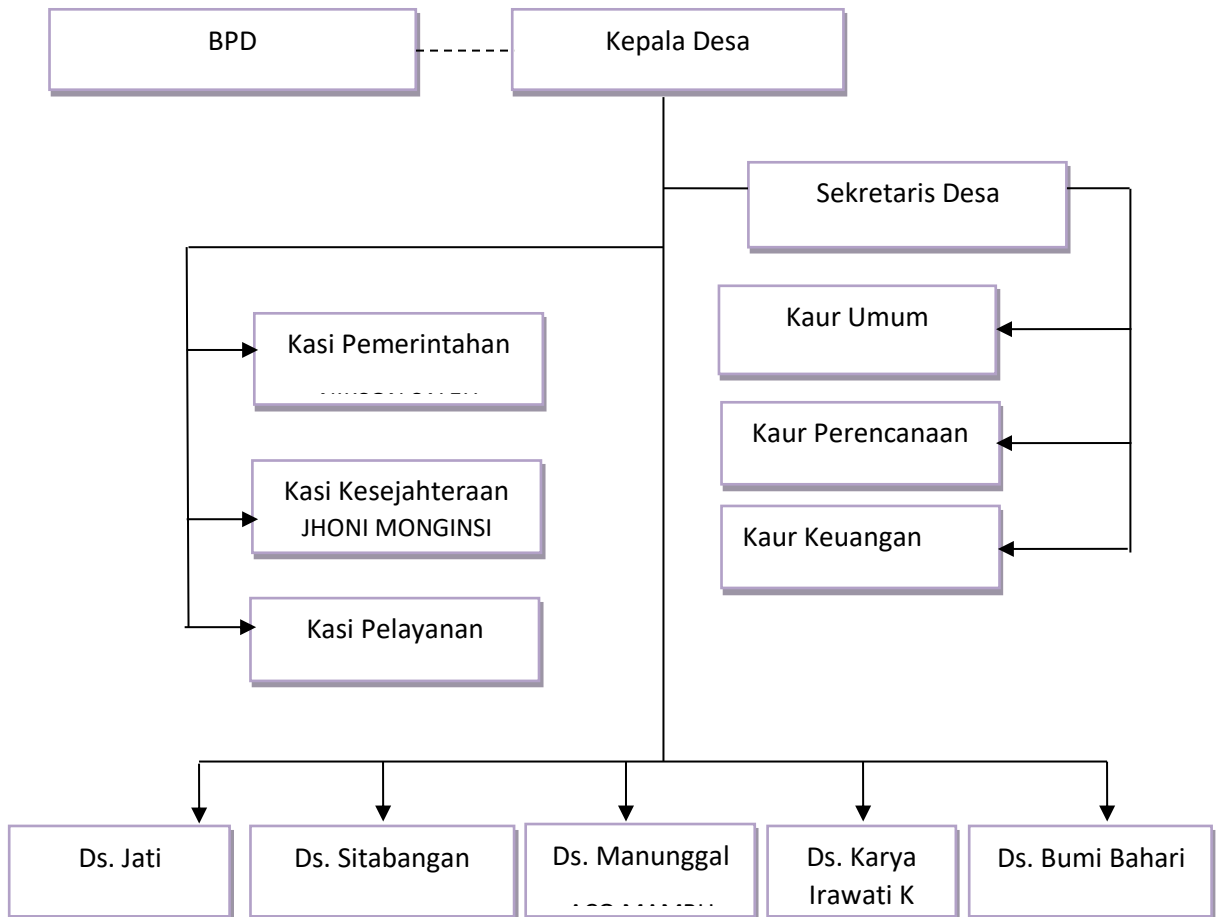 BPD
Kepala Desa
Sekretaris Desa
Kaur Umum
Kasi Pemerintahan
Kaur Perencanaan
Kasi Kesejahteraan
JHONI MONGINSI
Kaur Keuangan
Kasi Pelayanan
Ds. Jati
Ds. Sitabangan
Ds. Manunggal
Ds. Karya
Irawati K
Ds. Bumi Bahari